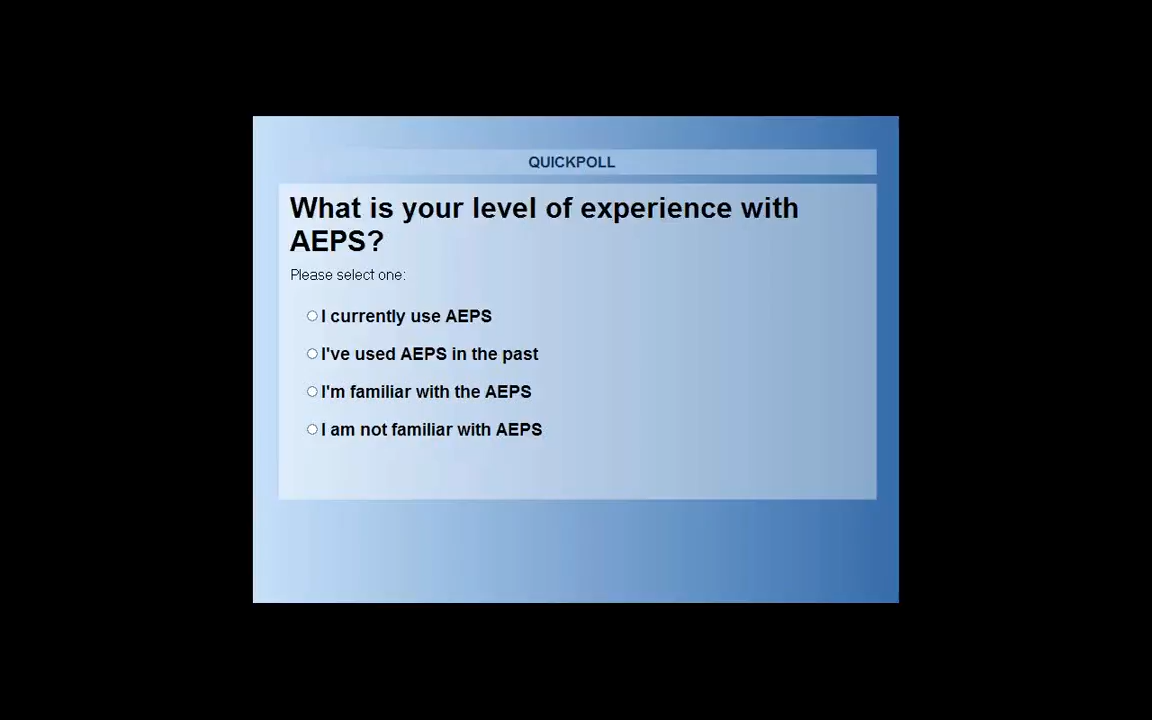 QUICKPOLL
What is your level of experience with
AEPS?
Please select one:
I currently use AEPS
I've used AEPS in the past
I'm familiar with the AEPS
I am not familiar with AEPS